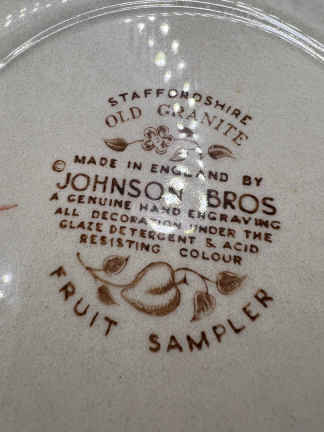 STAFFORDSHIRE
OLD GRANITE
© MADE IN ENGLAND BY
JOHNSON BROS
A GENUINE HAND ENGRAVING
ALL DECORATION UNDER THE
GLAZE DETERGENT & ACID
RESISTING COLOUR
FRUIT SAMPLER